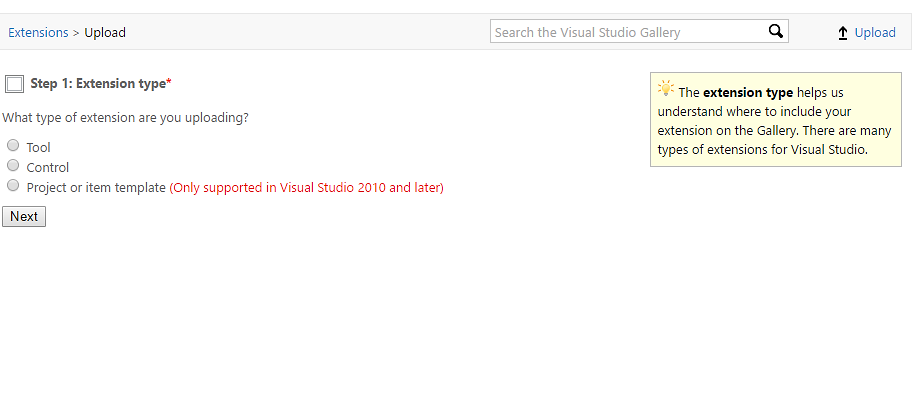 Extensions > Upload
Search the Visual Studio Gallery
Upload
Step 1: Extension type*
The extension type helps us
understand where to include your
extension on the Gallery. There are many
types of extensions for Visual Studio.
What type of extension are you uploading?
Tool
Control
Project or item template (Only supported in Visual Studio 2010 and later)
Next